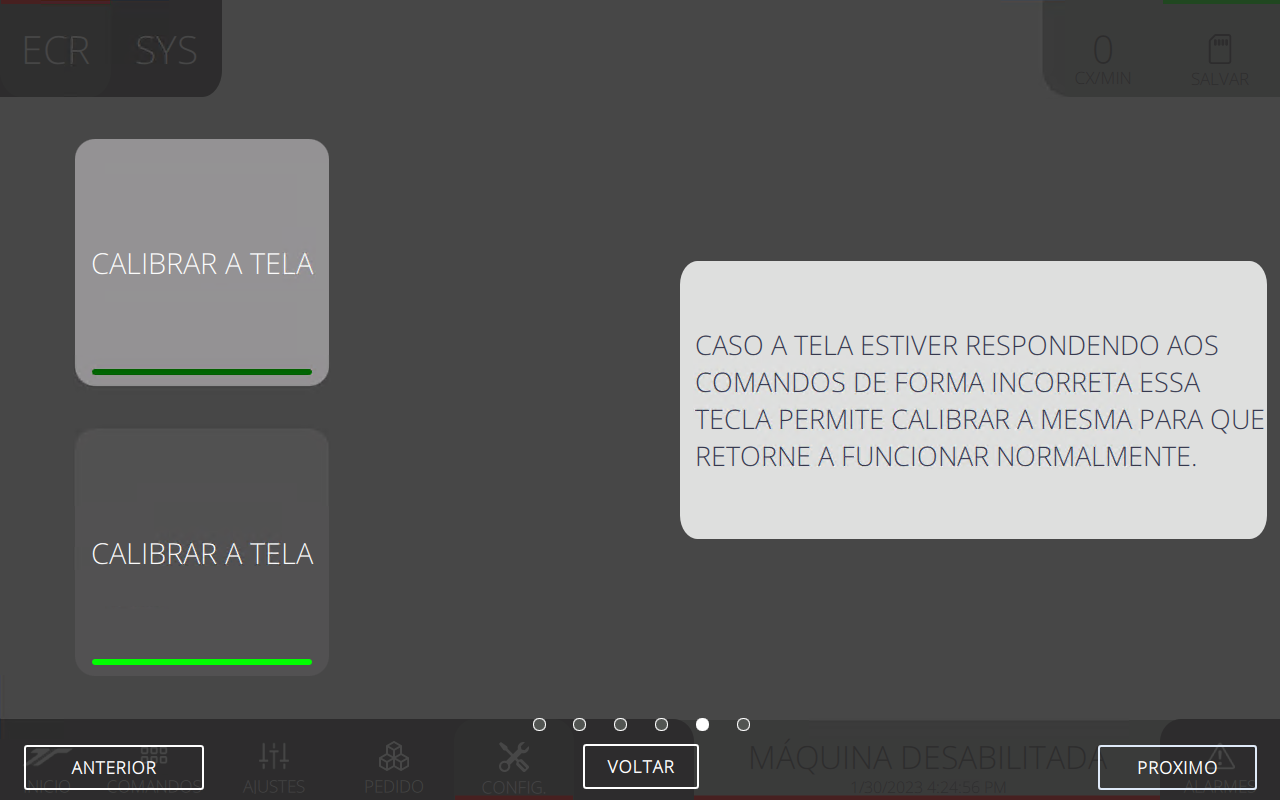 ECR SYS
0
CX/MIN SALVAR
CALIBRAR A TELA
CASO A TELA ESTIVER RESPONDENDO AOS
COMANDOS DE FORMA INCORRETA ESSA
TECLA PERMITE CALIBRAR A MESMA PARA QUE
RETORNE A FUNCIONAR NORMALMENTE.
CALIBRAR A TELA
MÁQUINA DESABILITADA
ANTERIOR VOLTAR PROXIMO
INICIO COMANDOS AJUSTES PEDIDO CONFIG. 1/30/2023 4:24:56 PM ALARMES